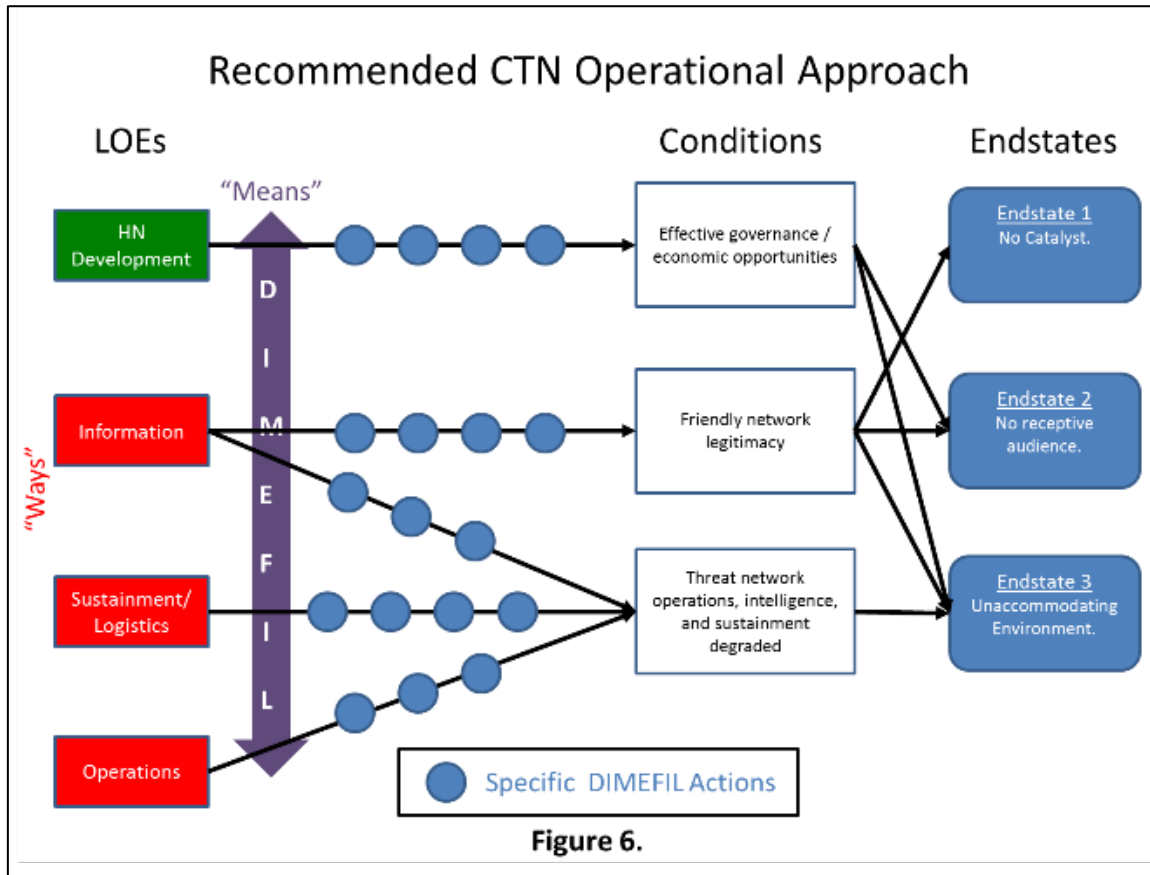 Recommended CTN Operational Approach
LOEs
Conditions
Endstates
"Means"
"Ways"
HN
Development
Information
Sustainment/
Logistics
Operations
D
I
M
E
F
I
L
Effective governance /
economic opportunities
Friendly network
legitimacy
Threat network
operations, intelligence,
and sustainment
degraded
Endstate 1
No Catalyst.
Endstate 2
No receptive
audience.
Endstate 3
Unaccommodating
Environment.
Specific DIMEFIL Actions
Figure 6.